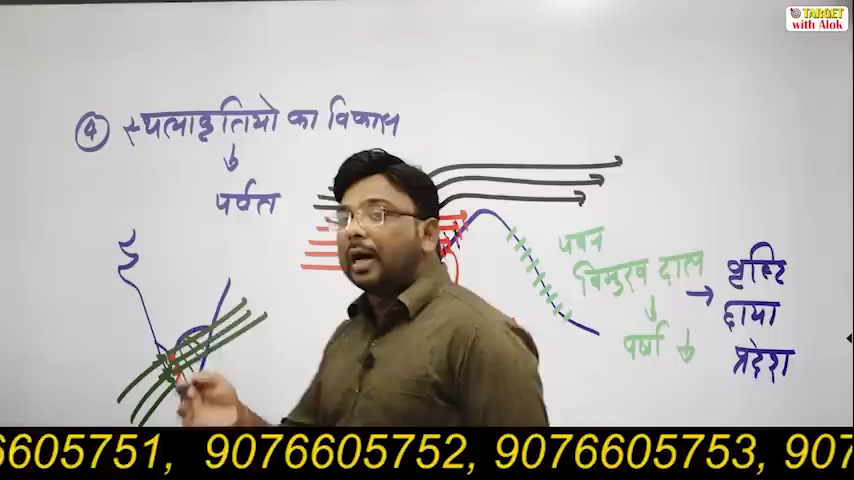 TARGET
with Alok
④ स्थलाकृतियो का विकास
पर्वत
पवन
विमुख ढाल
वर्षा
वृष्टि
छाया
प्रदेश
6605751, 9076605752, 9076605753, 907